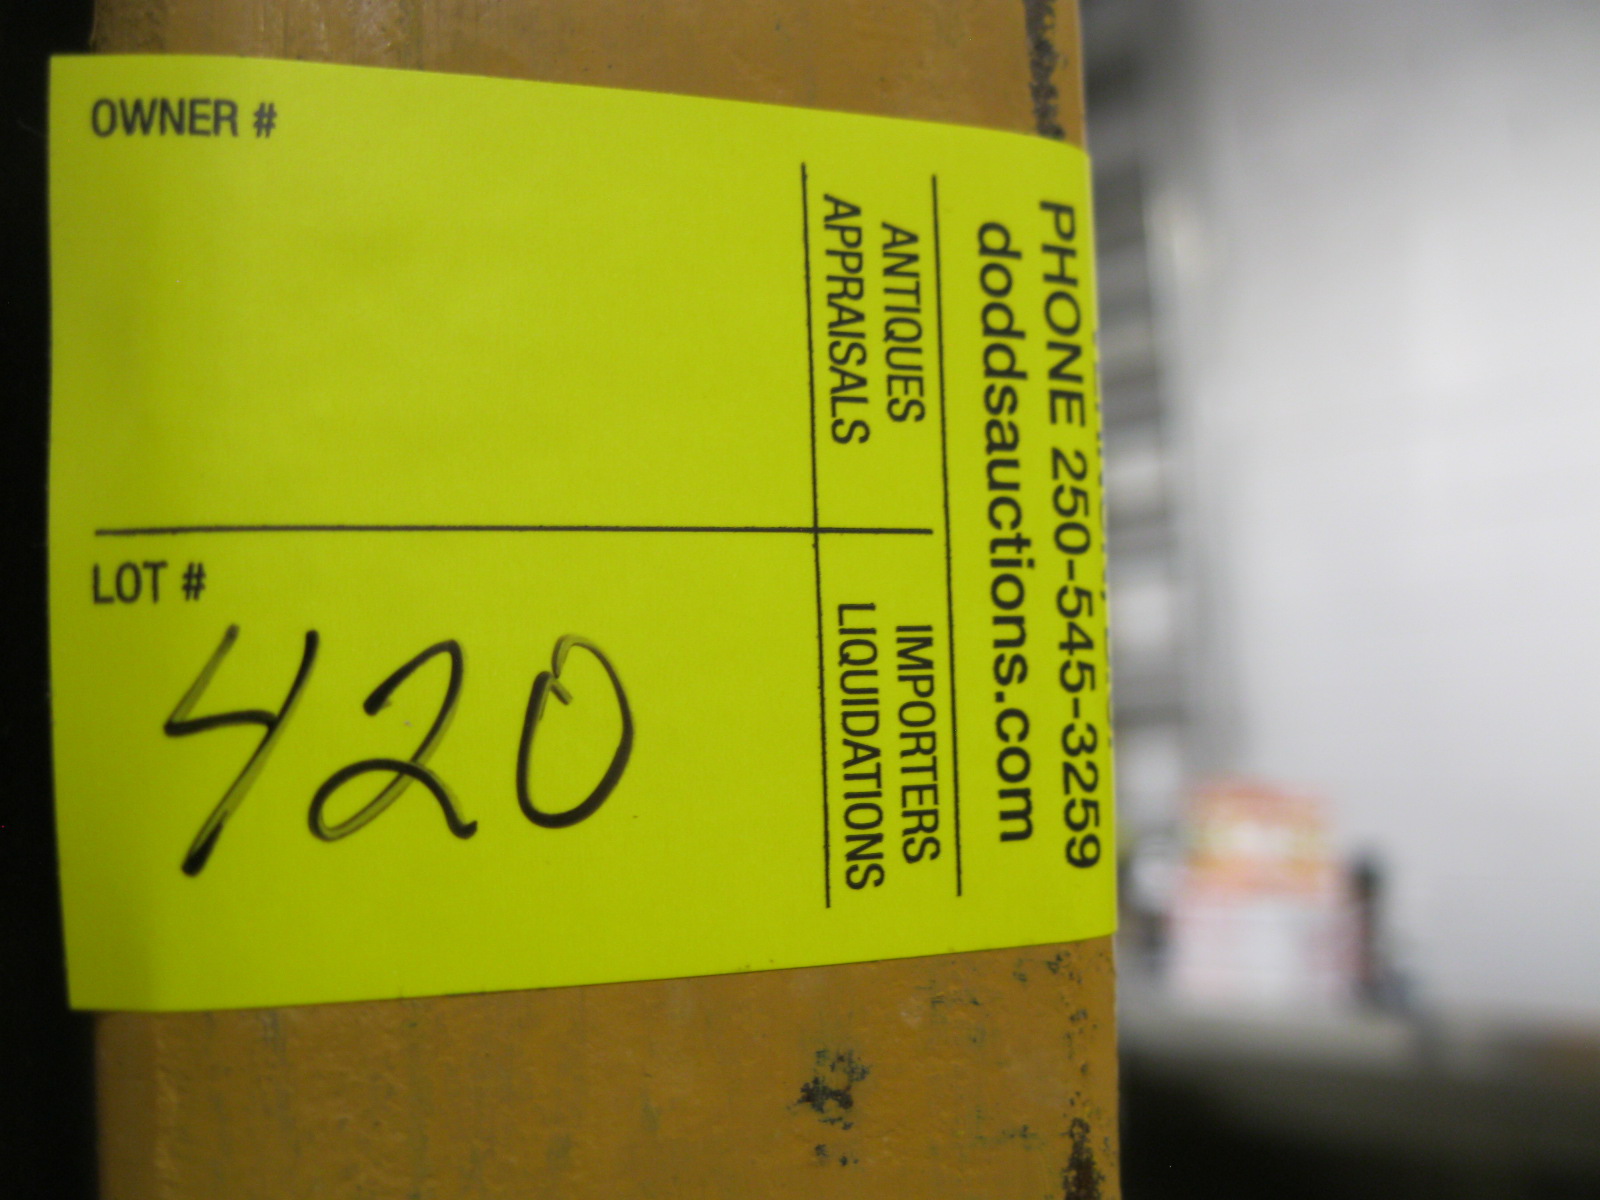 OWNER #
LOT #
420
PHONE 250-545-3259
doddsauctions.com
ANTIQUES
APPRAISALS
IMPORTERS
LIQUIDATIONS